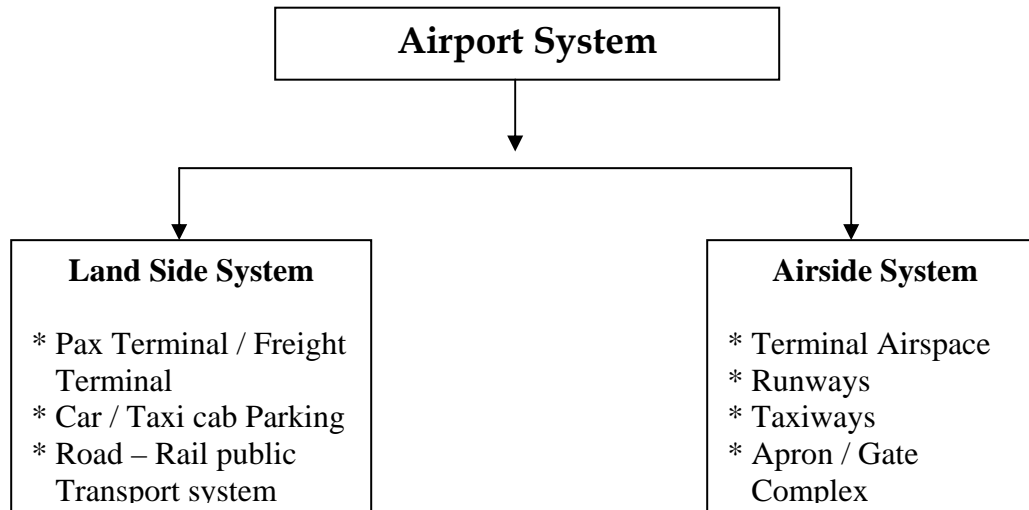 Airport System
Land Side System
* Pax Terminal / Freight
Terminal
* Car / Taxi cab Parking
* Road – Rail public
Transport system
Airside System
* Terminal Airspace
* Runways
* Taxiways
* Apron / Gate
Complex